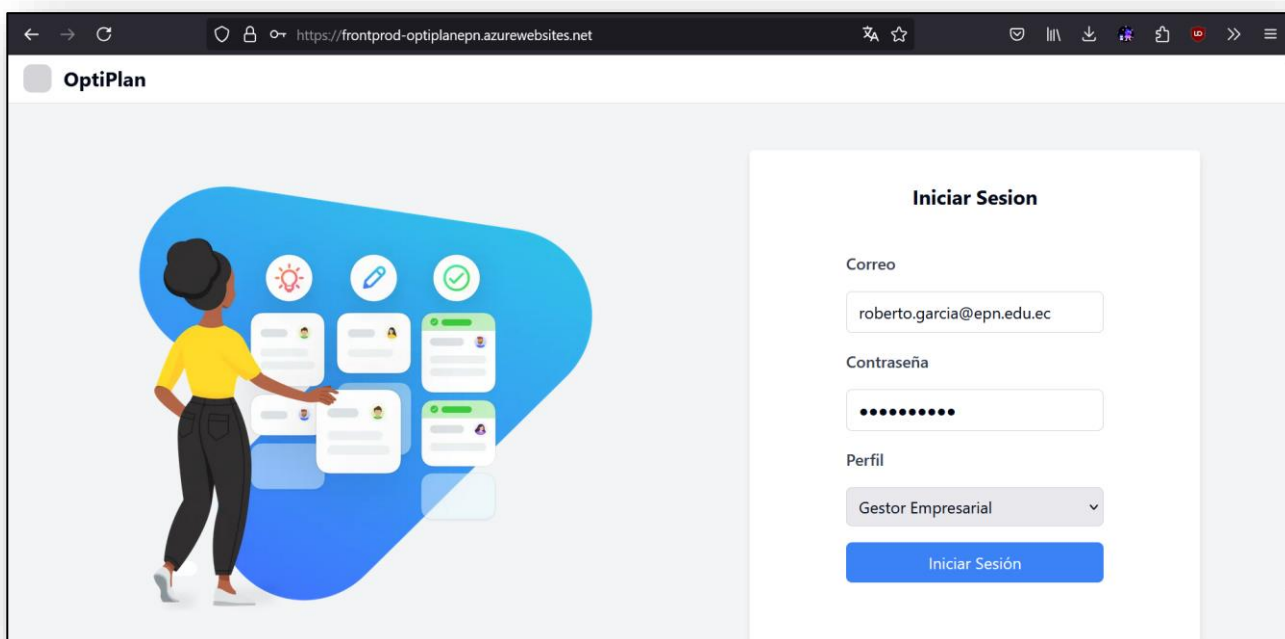 https://frontprod-optiplanepn.azurewebsites.net
OptiPlan
Iniciar Sesion
Correo
roberto.garcia@epn.edu.ec
Contraseña
••••••••••
Perfil
Gestor Empresarial
Iniciar Sesión